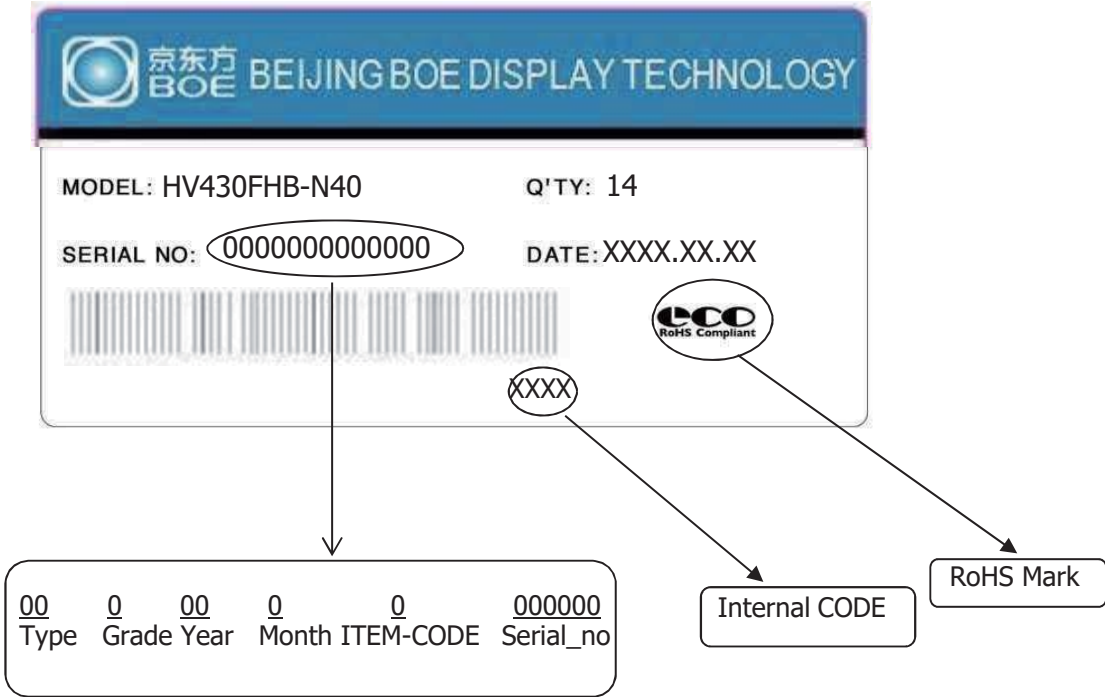 京东方
BOE BEIJING BOE DISPLAY TECHNOLOGY
MODEL: HV430FHB-N40 Q'TY: 14
SERIAL NO: 0000000000000 DATE: XXXX.XX.XX
eco
RoHS Compliant
XXXX
RoHS Mark
00 0 00 0 0 000000
Type Grade Year Month ITEM-CODE Serial_no
Internal CODE